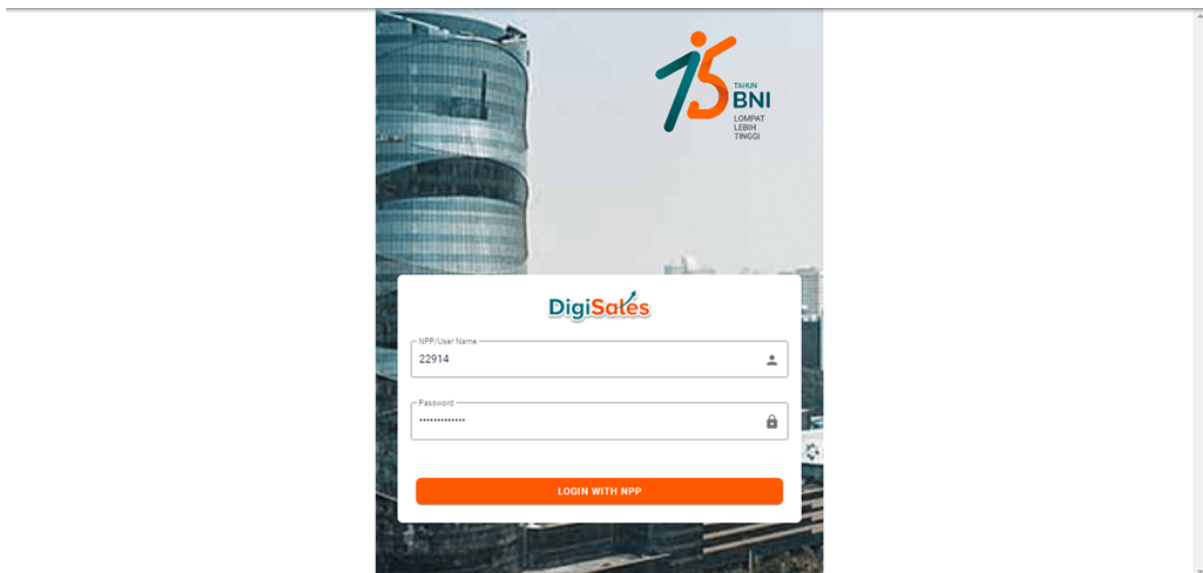 75
TAHUN
BNI
LOMPAT
LEBIH
TINGGI
DigiSales
NPP/User Name
22914
Password
•••••••••••••
LOGIN WITH NPP